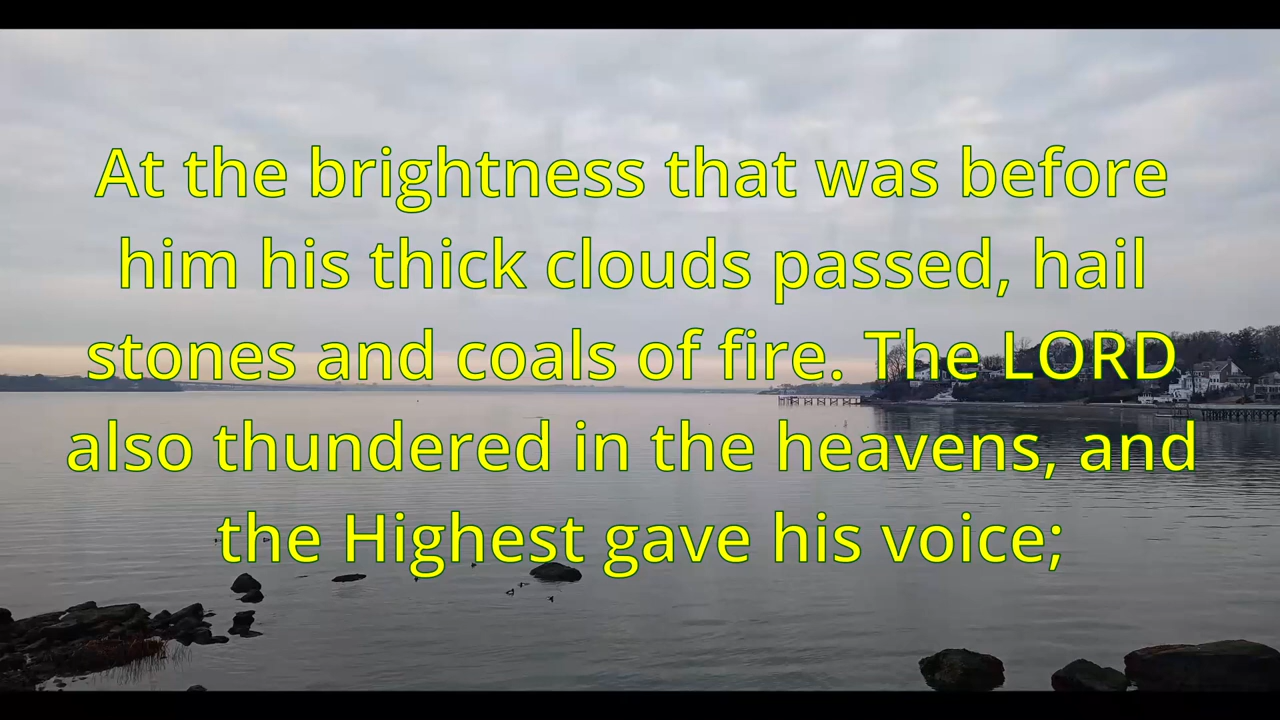 At the brightness that was before
him his thick clouds passed, hail
stones and coals of fire. The LORD
also thundered in the heavens, and
the Highest gave his voice;